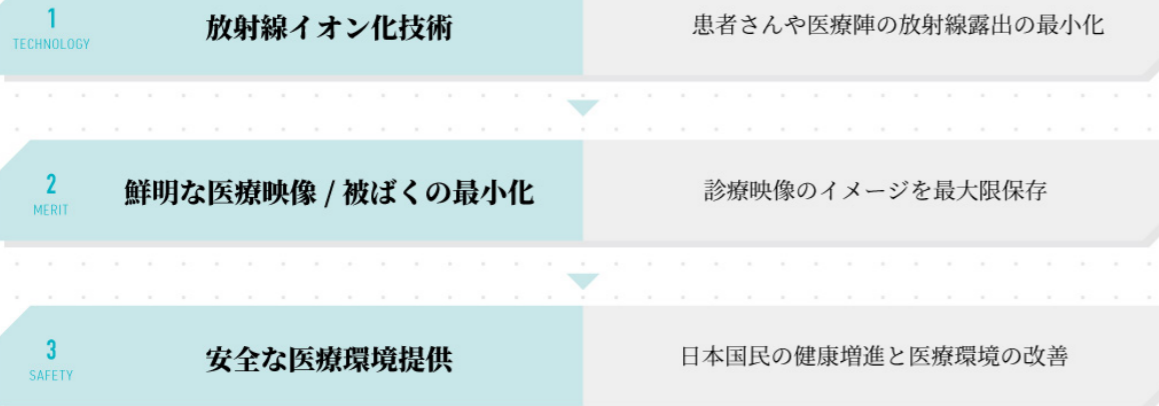 1
TECHNOLOGY
放射線イオン化技術
患者さんや医療陣の放射線露出の最小化
2
MERIT
鮮明な医療映像 / 被ばくの最小化
診療映像のイメージを最大限保存
3
SAFETY
安全な医療環境提供
日本国民の健康増進と医療環境の改善